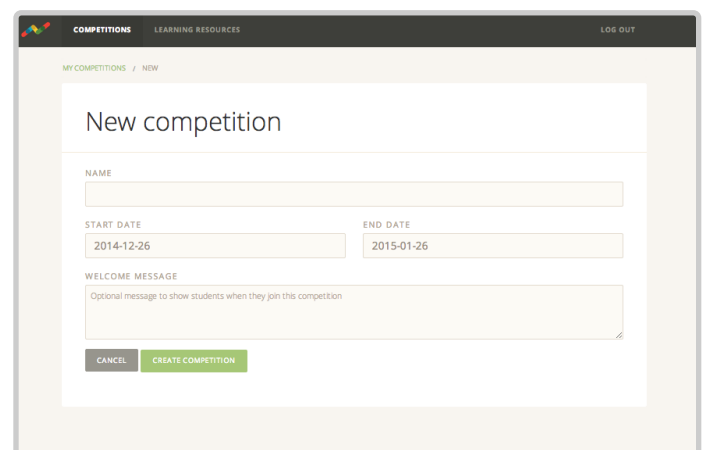 COMPETITIONS LEARNING RESOURCES LOG OUT
MY COMPETITIONS / NEW
New competition
NAME
START DATE END DATE
2014-12-26 2015-01-26
WELCOME MESSAGE
Optional message to show students when they join this competition
CANCEL CREATE COMPETITION